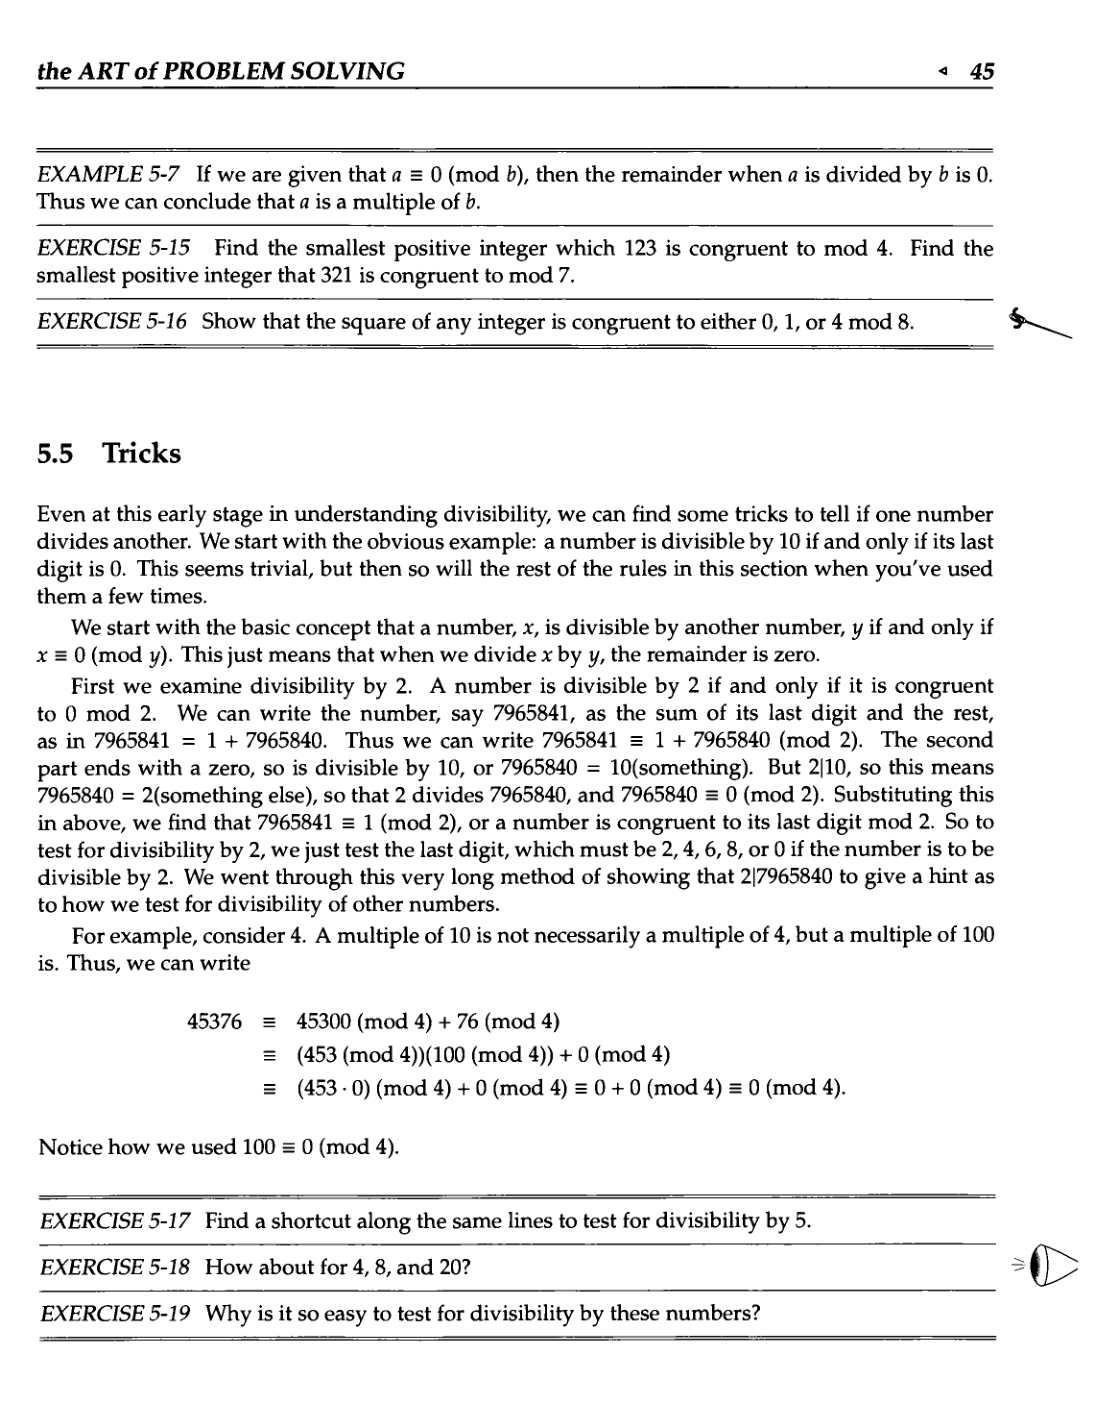 the ART of PROBLEM SOLVING ◃ 45
EXAMPLE 5-7 If we are given that a ≡ 0 (mod b), then the remainder when a is divided by b is 0.
Thus we can conclude that a is a multiple of b.
EXERCISE 5-15 Find the smallest positive integer which 123 is congruent to mod 4. Find the
smallest positive integer that 321 is congruent to mod 7.
EXERCISE 5-16 Show that the square of any integer is congruent to either 0, 1, or 4 mod 8.
5.5 Tricks
Even at this early stage in understanding divisibility, we can find some tricks to tell if one number
divides another. We start with the obvious example: a number is divisible by 10 if and only if its last
digit is 0. This seems trivial, but then so will the rest of the rules in this section when you've used
them a few times.
We start with the basic concept that a number, x, is divisible by another number, y if and only if
x ≡ 0 (mod y). This just means that when we divide x by y, the remainder is zero.
First we examine divisibility by 2. A number is divisible by 2 if and only if it is congruent
to 0 mod 2. We can write the number, say 7965841, as the sum of its last digit and the rest,
as in 7965841 = 1 + 7965840. Thus we can write 7965841 ≡ 1 + 7965840 (mod 2). The second
part ends with a zero, so is divisible by 10, or 7965840 = 10(something). But 2|10, so this means
7965840 = 2(something else), so that 2 divides 7965840, and 7965840 ≡ 0 (mod 2). Substituting this
in above, we find that 7965841 ≡ 1 (mod 2), or a number is congruent to its last digit mod 2. So to
test for divisibility by 2, we just test the last digit, which must be 2, 4, 6, 8, or 0 if the number is to be
divisible by 2. We went through this very long method of showing that 2|7965840 to give a hint as
to how we test for divisibility of other numbers.
For example, consider 4. A multiple of 10 is not necessarily a multiple of 4, but a multiple of 100
is. Thus, we can write
45376 ≡ 45300 (mod 4) + 76 (mod 4)
≡ (453 (mod 4))(100 (mod 4)) + 0 (mod 4)
≡ (453 · 0) (mod 4) + 0 (mod 4) ≡ 0 + 0 (mod 4) ≡ 0 (mod 4).
Notice how we used 100 ≡ 0 (mod 4).
EXERCISE 5-17 Find a shortcut along the same lines to test for divisibility by 5.
EXERCISE 5-18 How about for 4, 8, and 20?
EXERCISE 5-19 Why is it so easy to test for divisibility by these numbers?